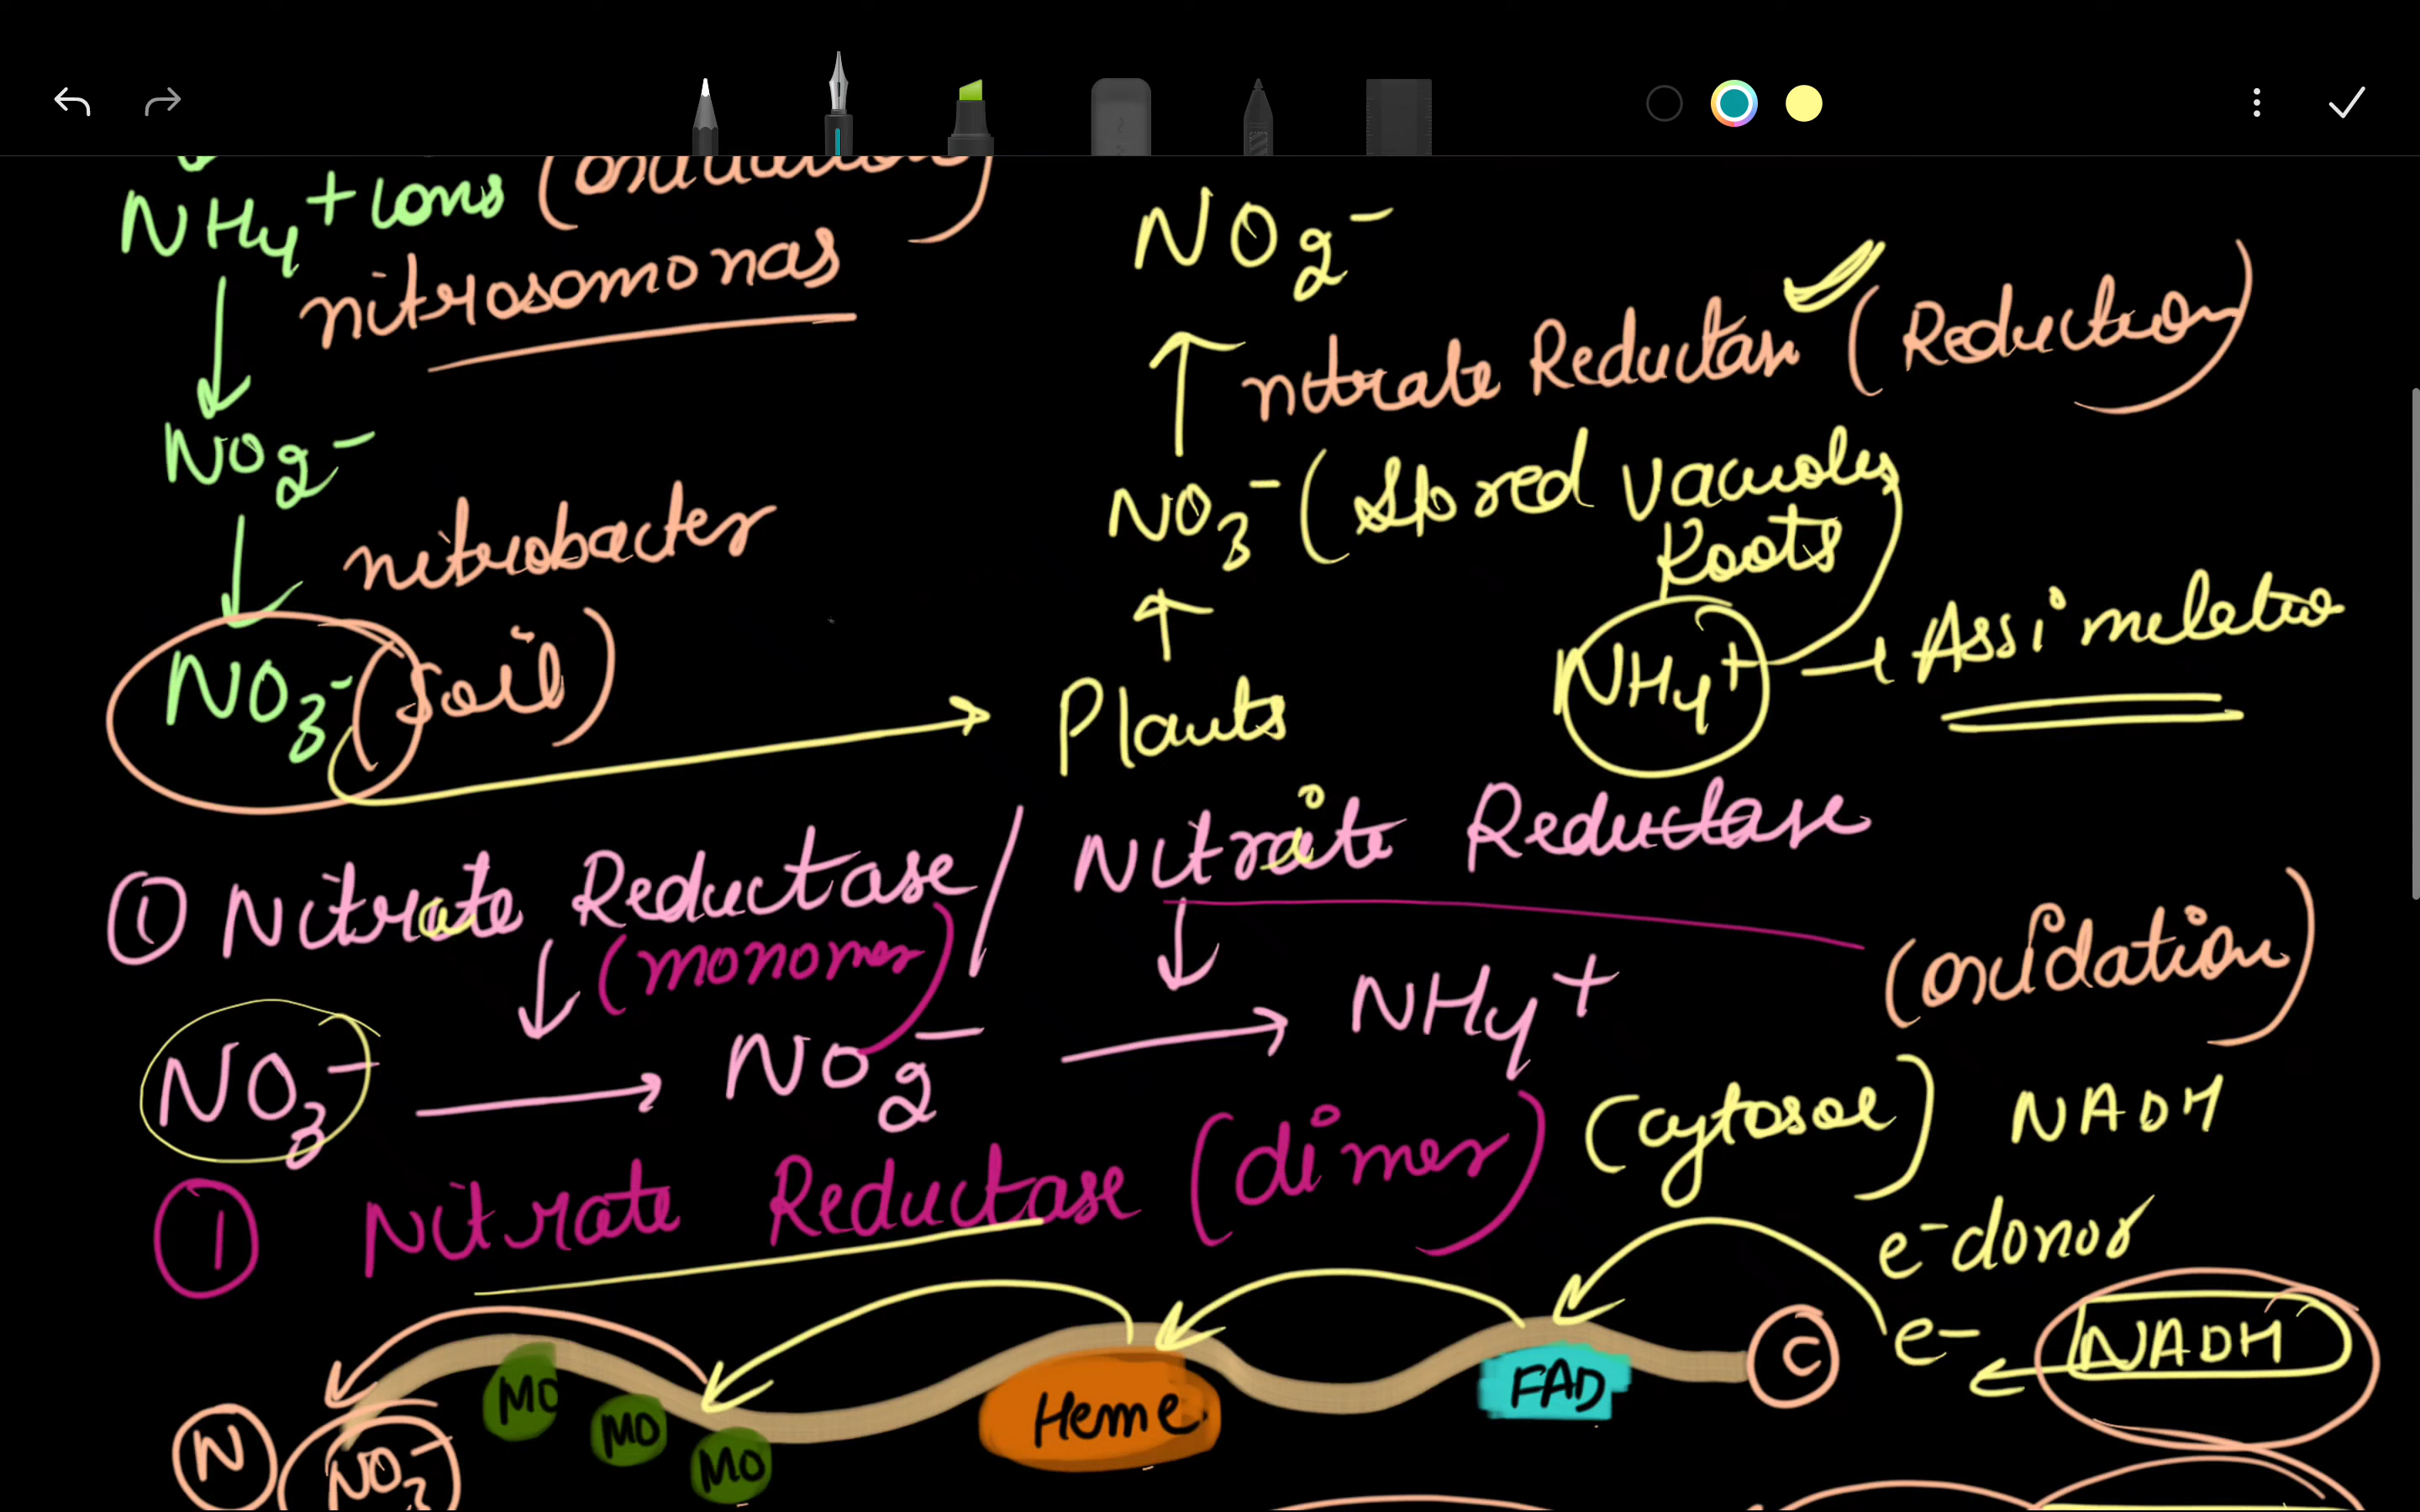 NH4+ ions (oxidation)
nitrosomonas
NO2-
nitrobacter
NO3- (soil)
NO2-
nitrate Reductase (Reduction)
NO3- (Stored vacuoles
Roots
NH4+ → Assimelatio
Plants
① Nitrate Reductase / Nitrite Reductase
(monomer)
(oxidation)
NO3- → NO2- → NH4+
(cytosol) NADH
① Nitrate Reductase (dimer)
e- donor
e- NADH
N NO3- MO MO MO Heme FAD C